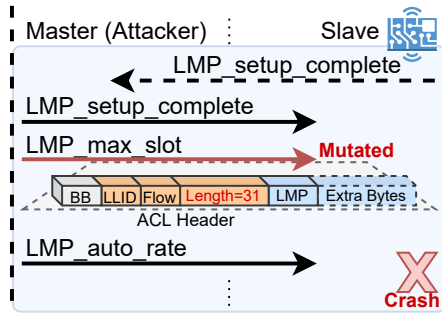 Master (Attacker)
Slave
LMP_setup_complete
LMP_setup_complete
LMP_max_slot
Mutated
BB LLID Flow Length=31 LMP Extra Bytes
ACL Header
LMP_auto_rate
Crash